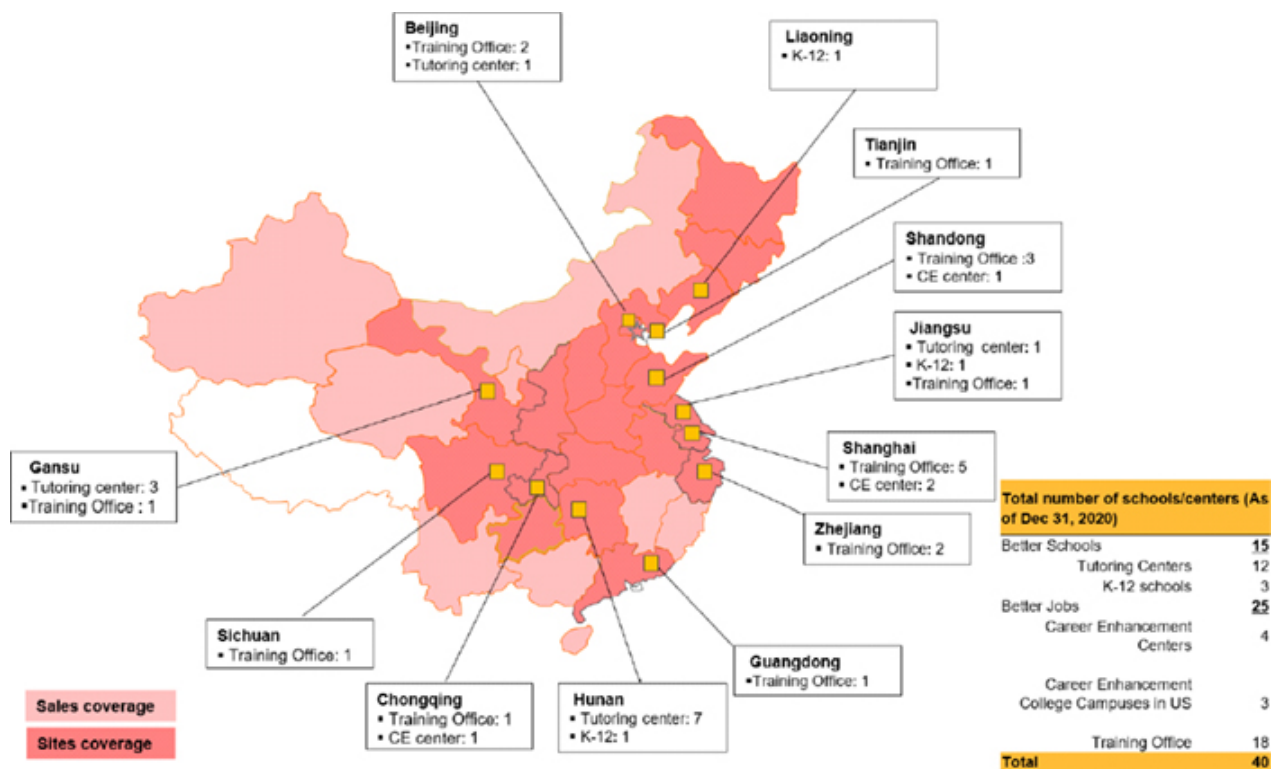 Beijing
▪Training Office: 2
▪Tutoring center: 1
Liaoning
▪ K-12: 1
Tianjin
▪ Training Office: 1
Shandong
▪ Training Office :3
▪ CE center: 1
Jiangsu
▪ Tutoring center: 1
▪ K-12: 1
▪Training Office: 1
Shanghai
▪ Training Office: 5
▪ CE center: 2
Zhejiang
▪ Training Office: 2
Gansu
▪ Tutoring center: 3
▪Training Office : 1
Sichuan
▪ Training Office: 1
Chongqing
▪ Training Office: 1
▪ CE center: 1
Hunan
▪ Tutoring center: 7
▪ K-12: 1
Guangdong
▪Training Office: 1
Sales coverage
Sites coverage
Total number of schools/centers (As
of Dec 31, 2020)
Better Schools 15
Tutoring Centers 12
K-12 schools 3
Better Jobs 25
Career Enhancement
Centers 4
Career Enhancement
College Campuses in US 3
Training Office 18
Total 40